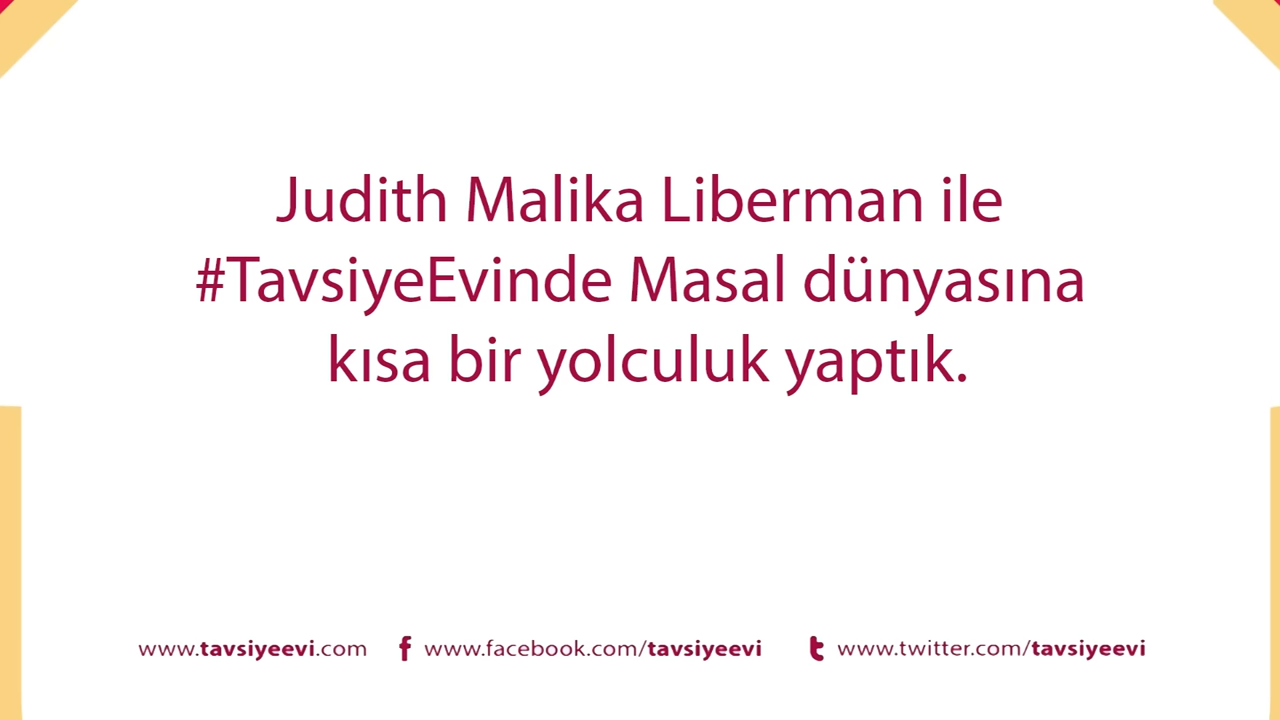 Judith Malika Liberman ile
#TavsiyeEvinde Masal dünyasına
kısa bir yolculuk yaptık.
www.tavsiyeevi.com www.facebook.com/tavsiyeevi www.twitter.com/tavsiyeevi